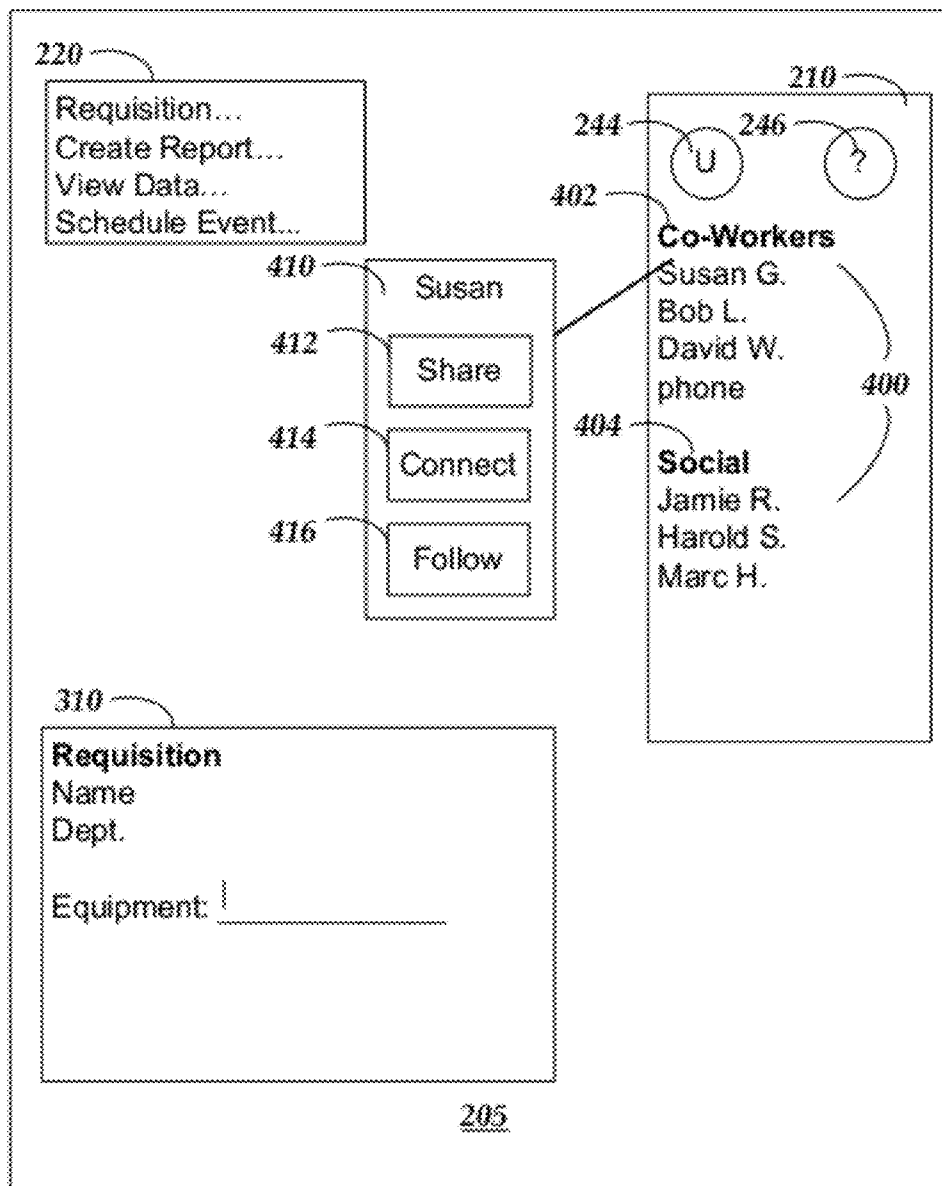 220
Requisition...
Create Report...
View Data...
Schedule Event...
210
244
246
U
?
402
Co-Workers
Susan G.
Bob L.
David W.
phone
400
404
Social
Jamie R.
Harold S.
Marc H.
410
Susan
412
Share
414
Connect
416
Follow
310
Requisition
Name
Dept.
Equipment:
205